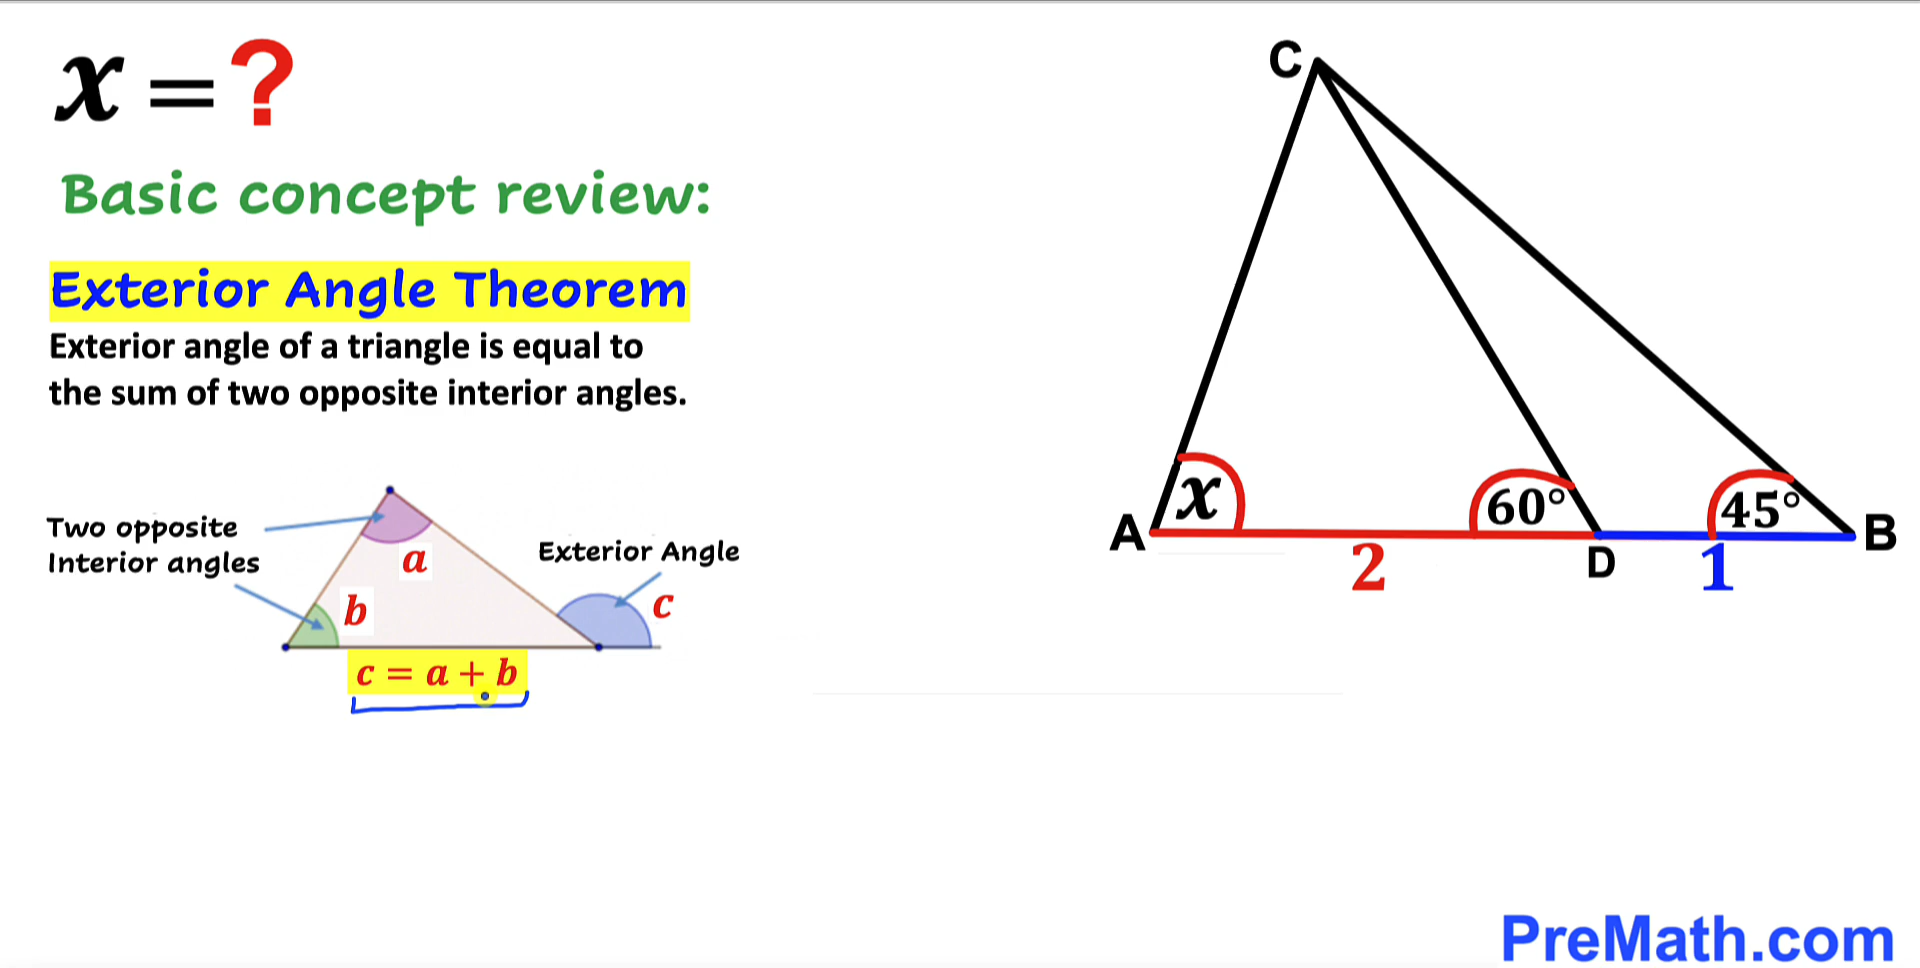 x = ?
Basic concept review:
Exterior Angle Theorem
Exterior angle of a triangle is equal to
the sum of two opposite interior angles.
Two opposite
Interior angles
a
b
Exterior Angle
c
c = a + b
C
x
60°
45°
A
B
2
D
1
PreMath.com